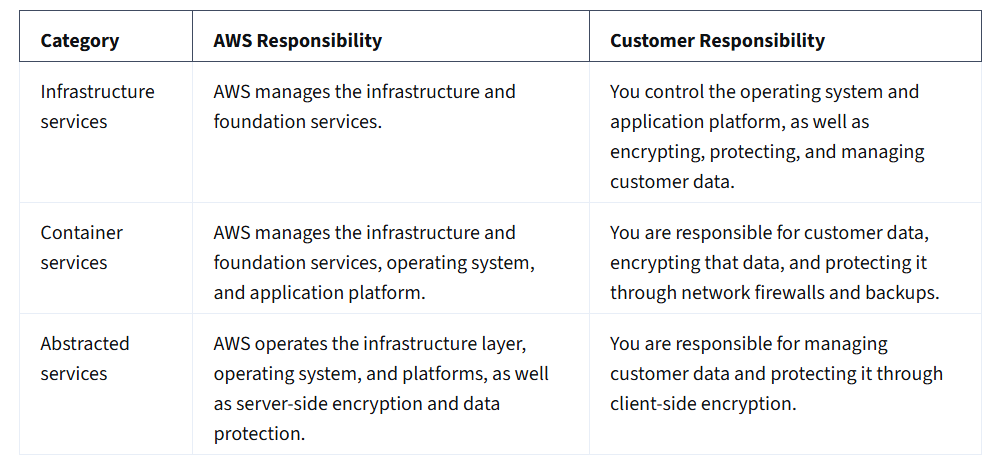 Category
AWS Responsibility
Customer Responsibility
Infrastructure
services
AWS manages the infrastructure and
foundation services.
You control the operating system and
application platform, as well as
encrypting, protecting, and managing
customer data.
Container
services
AWS manages the infrastructure and
foundation services, operating system,
and application platform.
You are responsible for customer data,
encrypting that data, and protecting it
through network firewalls and backups.
Abstracted
services
AWS operates the infrastructure layer,
operating system, and platforms, as well
as server-side encryption and data
protection.
You are responsible for managing
customer data and protecting it through
client-side encryption.